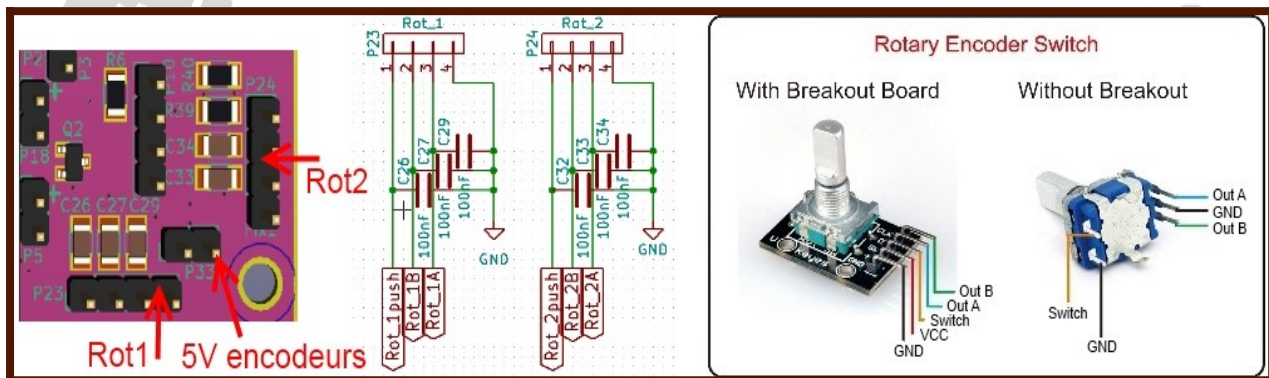 P2
P3
R6
P10
R40
P24
R39
Q2
C34
P18
C33
Rot2
C26 C27 C29
P5
P33
P23
Rot1
5V encodeurs
Rot_1
P23
1 2 3 4
C26 C27 C29
100nF 100nF 100nF
GND
Rot_1push
Rot_1B
Rot_1A
Rot_2
P24
1 2 3 4
C32 C33 C34
100nF 100nF 100nF
GND
Rot_2push
Rot_2B
Rot_2A
Rotary Encoder Switch
With Breakout Board
Without Breakout
Out A
GND
Out B
Out B
Out A
Switch
VCC
GND
Switch
GND